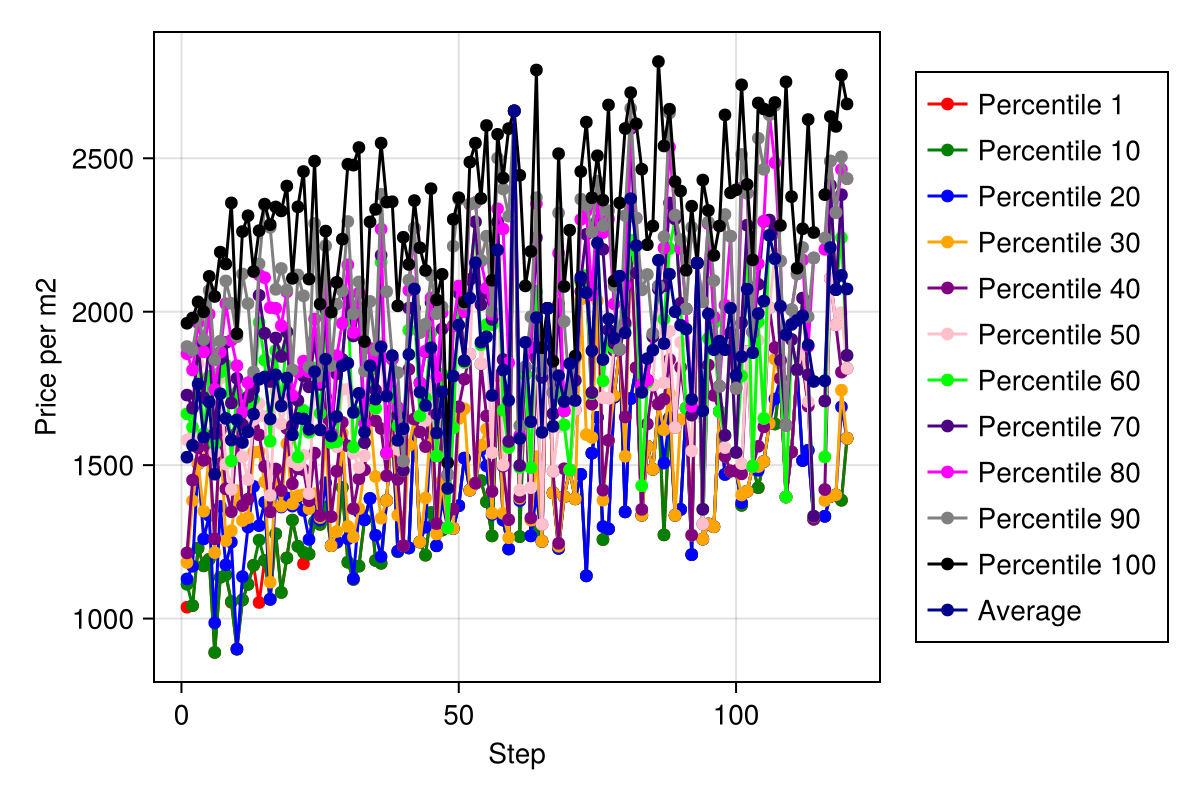 Price per m2
2500
2000
1500
1000
0
50
100
Step
Percentile 1
Percentile 10
Percentile 20
Percentile 30
Percentile 40
Percentile 50
Percentile 60
Percentile 70
Percentile 80
Percentile 90
Percentile 100
Average